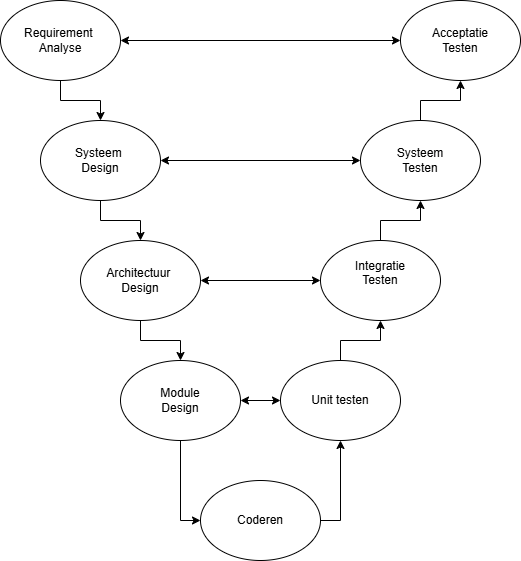 Requirement
Analyse
Acceptatie
Testen
Systeem
Design
Systeem
Testen
Architectuur
Design
Integratie
Testen
Module
Design
Unit testen
Coderen